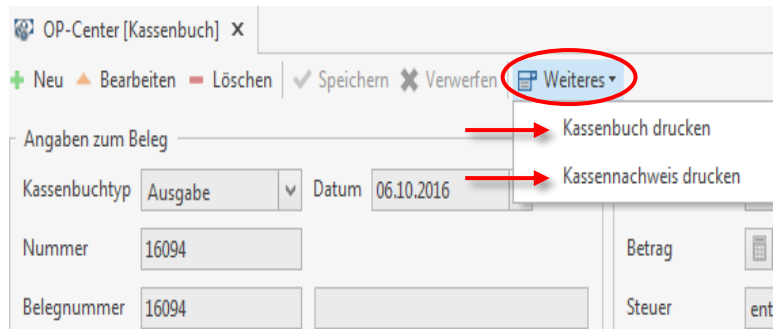 OP-Center [Kassenbuch] X
Neu Bearbeiten Löschen Speichern Verwerfen Weiteres
Kassenbuch drucken
Kassennachweis drucken
Angaben zum Beleg
Kassenbuchtyp Ausgabe Datum 06.10.2016
Nummer 16094 Betrag
Belegnummer 16094 Steuer ent